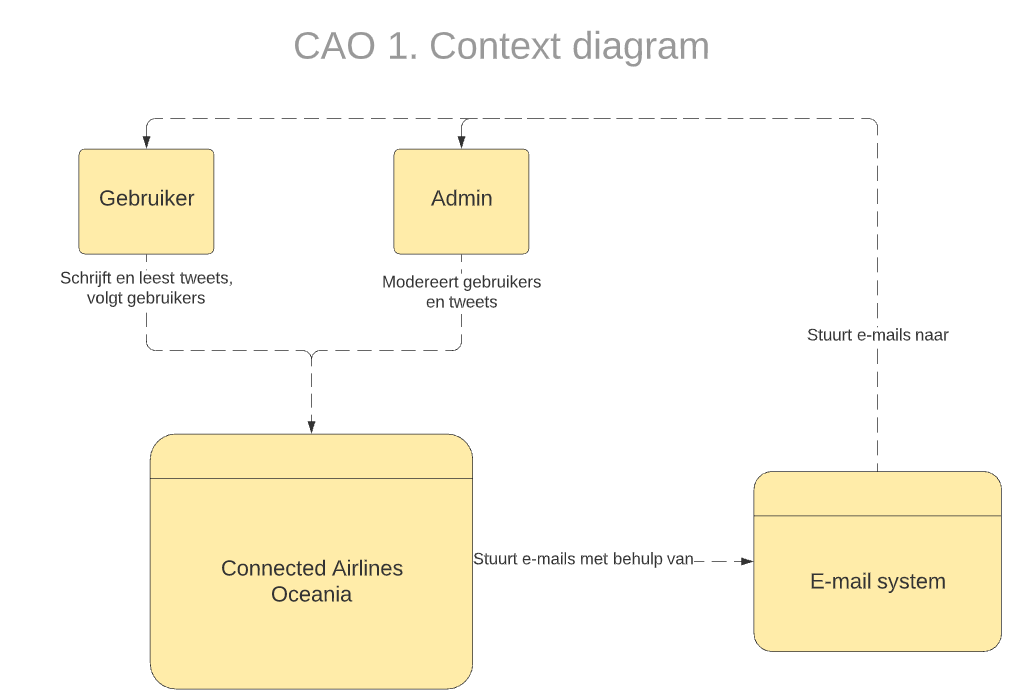 CAO 1. Context diagram
Gebruiker
Admin
Schrijft en leest tweets,
volgt gebruikers
Modereert gebruikers
en tweets
Stuurt e-mails naar
Connected Airlines
Oceania
Stuurt e-mails met behulp van
E-mail system